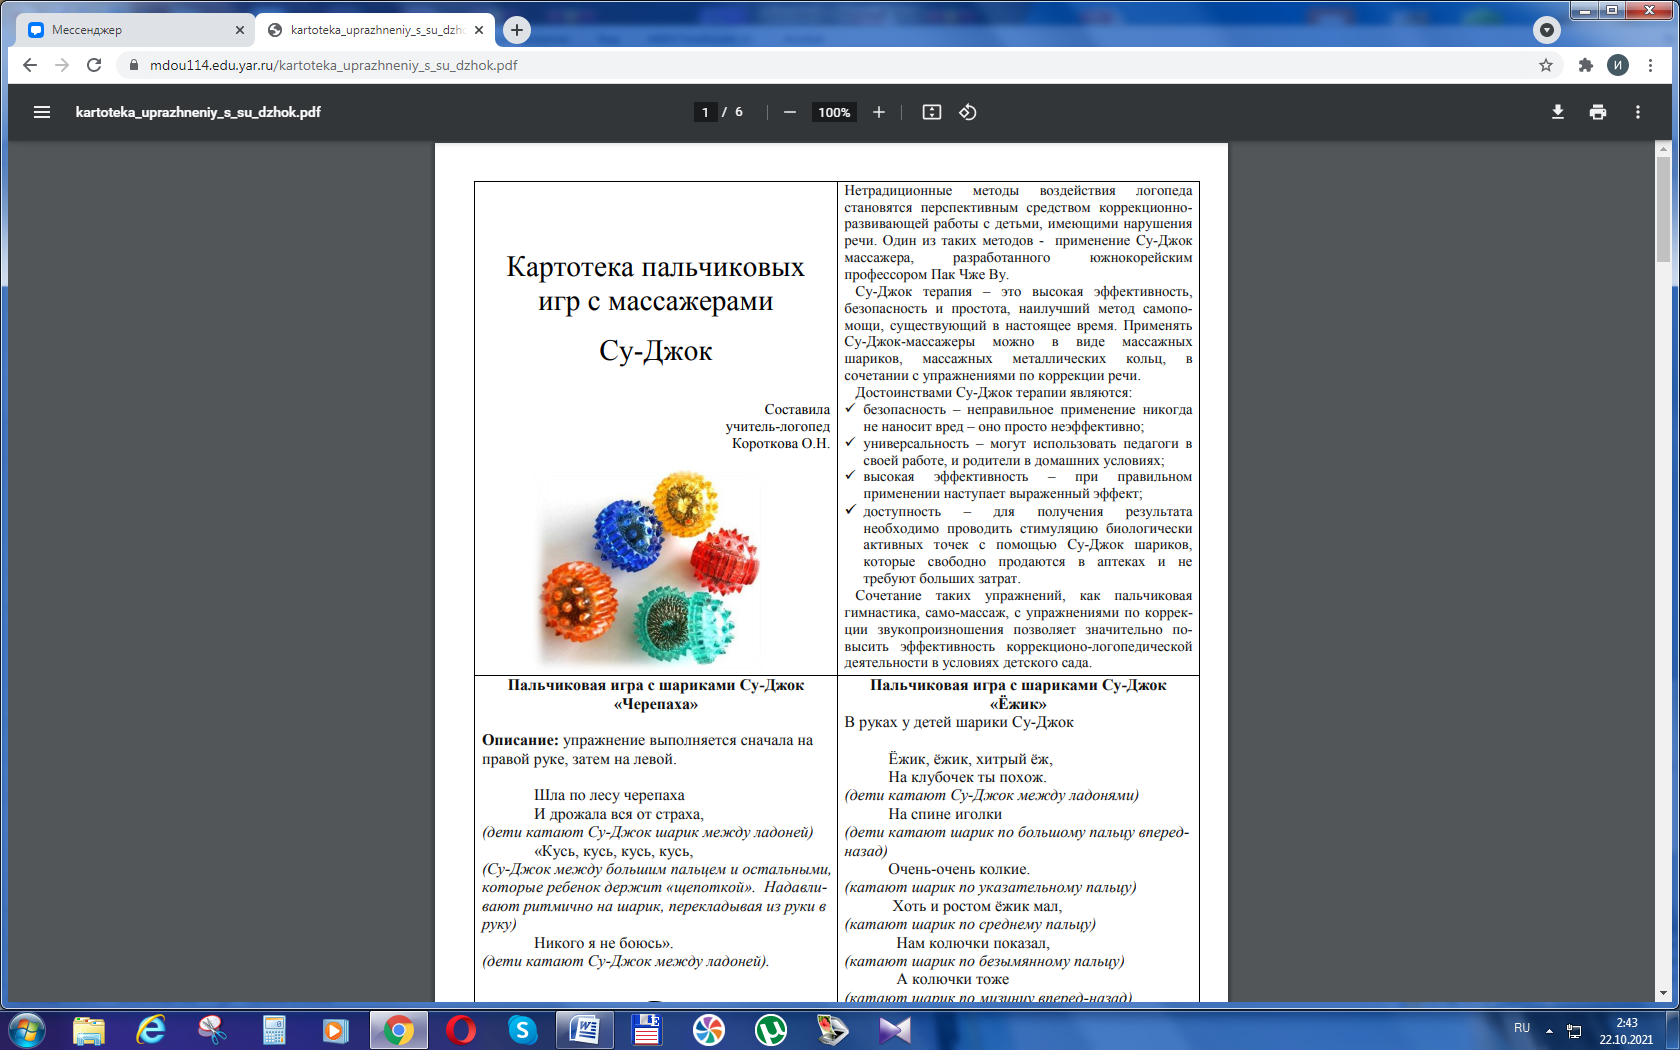 Мессенджер
kartoteka_uprazhneniy_s_su_dzho
mdou114.edu.yar.ru/kartoteka_uprazhneniy_s_su_dzhok.pdf
И
kartoteka_uprazhneniy_s_su_dzhok.pdf
1 / 6
100%
Картотека пальчиковых
игр с массажерами
Су-Джок
Составила
учитель-логопед
Короткова О.Н.
Нетрадиционные методы воздействия логопеда
становятся перспективным средством коррекционно-
развивающей работы с детьми, имеющими нарушения
речи. Один из таких методов - применение Су-Джок
массажера, разработанного южнокорейским
профессором Пак Чже Ву.
Су-Джок терапия – это высокая эффективность,
безопасность и простота, наилучший метод самопо-
мощи, существующий в настоящее время. Применять
Су-Джок-массажеры можно в виде массажных
шариков, массажных металлических кольц, в
сочетании с упражнениями по коррекции речи.
Достоинствами Су-Джок терапии являются:
✓ безопасность – неправильное применение никогда
не наносит вред – оно просто неэффективно;
✓ универсальность – могут использовать педагоги в
своей работе, и родители в домашних условиях;
✓ высокая эффективность – при правильном
применении наступает выраженный эффект;
✓ доступность – для получения результата
необходимо проводить стимуляцию биологически
активных точек с помощью Су-Джок шариков,
которые свободно продаются в аптеках и не
требуют больших затрат.
Сочетание таких упражнений, как пальчиковая
гимнастика, само-массаж, с упражнениями по коррек-
ции звукопроизношения позволяет значительно по-
высить эффективность коррекционо-логопедической
деятельности в условиях детского сада.
Пальчиковая игра с шариками Су-Джок
«Черепаха»
Описание: упражнение выполняется сначала на
правой руке, затем на левой.
Шла по лесу черепаха
И дрожала вся от страха,
(дети катают Су-Джок шарик между ладоней)
«Кусь, кусь, кусь, кусь,
(Су-Джок между большим пальцем и остальными,
которые ребенок держит «щепоткой». Надавли-
вают ритмично на шарик, перекладывая из руки в
руку)
Никого я не боюсь».
(дети катают Су-Джок между ладоней).
Пальчиковая игра с шариками Су-Джок
«Ёжик»
В руках у детей шарики Су-Джок
Ёжик, ёжик, хитрый ёж,
На клубочек ты похож.
(дети катают Су-Джок между ладонями)
На спине иголки
(дети катают шарик по большому пальцу вперед-
назад)
Очень-очень колкие.
(катают шарик по указательному пальцу)
Хоть и ростом ёжик мал,
(катают шарик по среднему пальцу)
Нам колючки показал,
(катают шарик по безымянному пальцу)
А колючки тоже
(катают шарик по мизинцу вперед-назад)
RU
2:43
22.10.2021